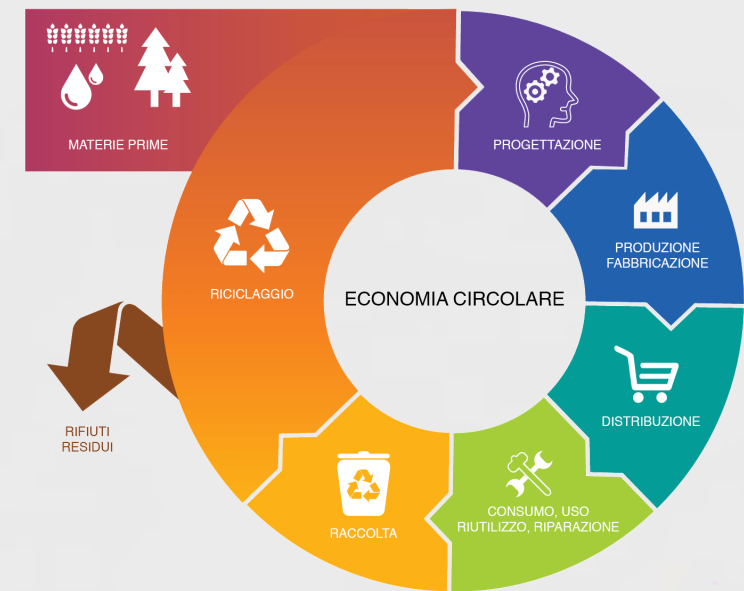 MATERIE PRIME
PROGETTAZIONE
PRODUZIONE
FABBRICAZIONE
RICICLAGGIO
ECONOMIA CIRCOLARE
DISTRIBUZIONE
RIFIUTI
RESIDUI
CONSUMO, USO
RIUTILIZZO, RIPARAZIONE
RACCOLTA